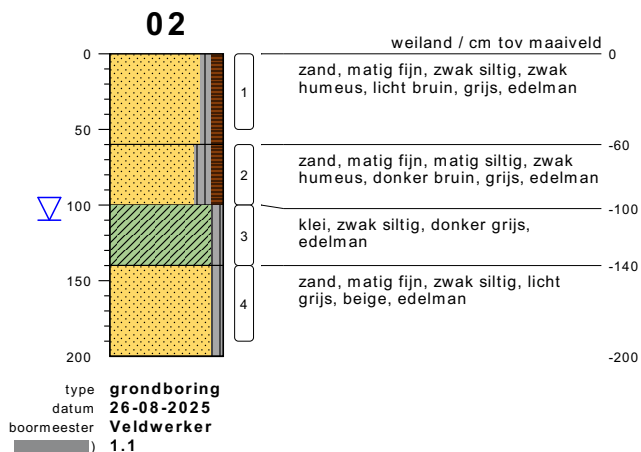 02
weiland / cm tov maaiveld
0
0
1
zand, matig fijn, zwak siltig, zwak
humeus, licht bruin, grijs, edelman
50
-60
2
zand, matig fijn, matig siltig, zwak
humeus, donker bruin, grijs, edelman
100
-100
3
klei, zwak siltig, donker grijs,
edelman
-140
150
4
zand, matig fijn, zwak siltig, licht
grijs, beige, edelman
200
-200
type grondboring
datum 26-08-2025
boormeester Veldwerker
) 1.1